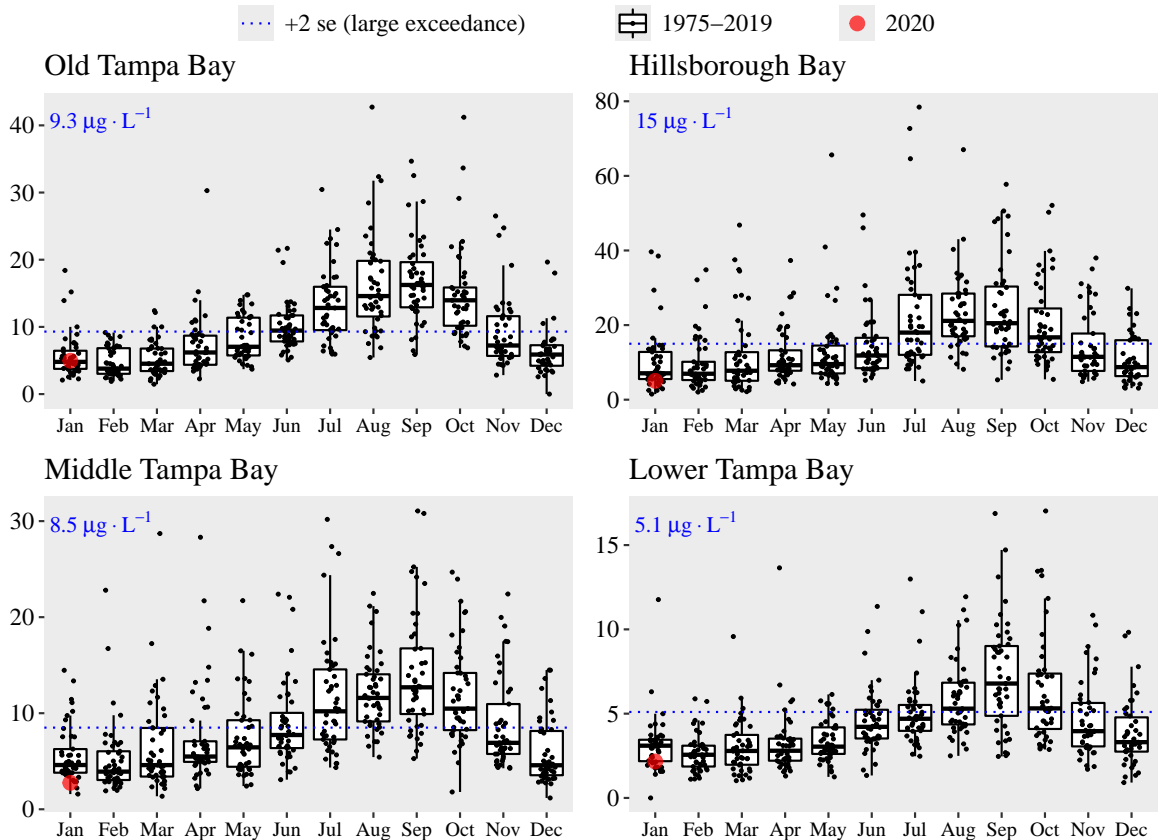 +2 se (large exceedance) 1975–2019 2020
Old Tampa Bay
9.3 μg · L⁻¹
40
30
20
10
0
Jan Feb Mar Apr May Jun Jul Aug Sep Oct Nov Dec
Hillsborough Bay
15 μg · L⁻¹
80
60
40
20
0
Jan Feb Mar Apr May Jun Jul Aug Sep Oct Nov Dec
Middle Tampa Bay
8.5 μg · L⁻¹
30
20
10
0
Jan Feb Mar Apr May Jun Jul Aug Sep Oct Nov Dec
Lower Tampa Bay
5.1 μg · L⁻¹
15
10
5
0
Jan Feb Mar Apr May Jun Jul Aug Sep Oct Nov Dec